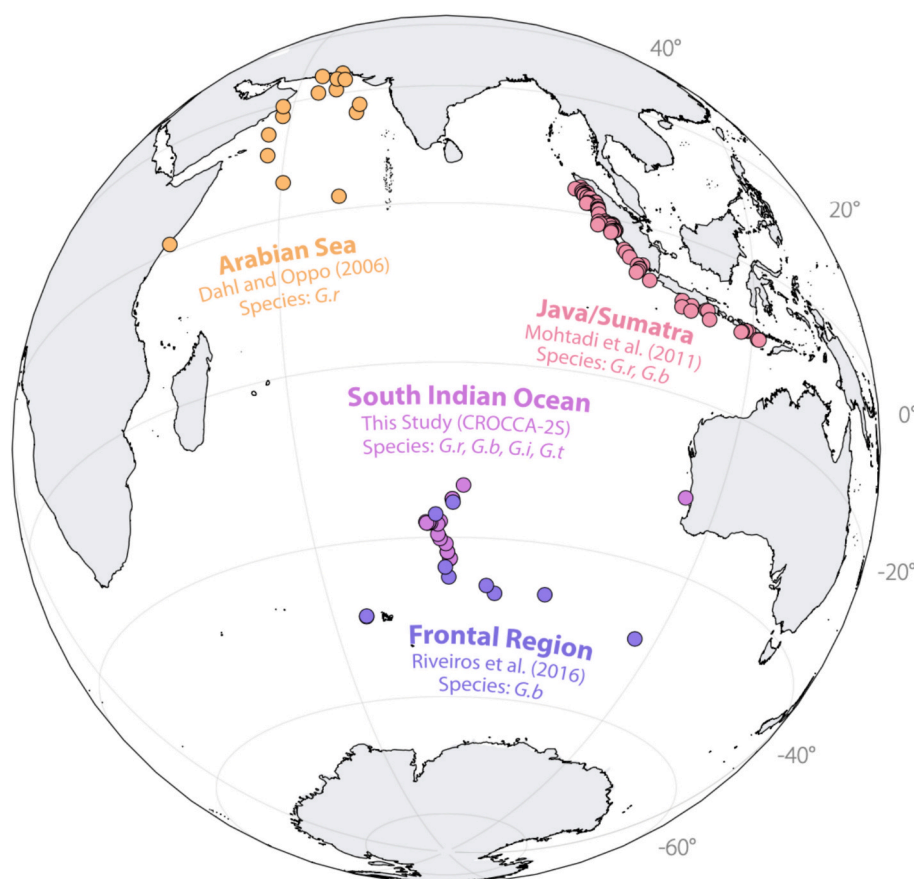 40°
20°
Arabian Sea
Dahl and Oppo (2006)
Species: G.r
Java/Sumatra
Mohtadi et al. (2011)
Species: G.r, G.b
South Indian Ocean
This Study (CROCCA-2S)
Species: G.r, G.b, G.i, G.t
0°
-20°
Frontal Region
Riveiros et al. (2016)
Species: G.b
-40°
-60°